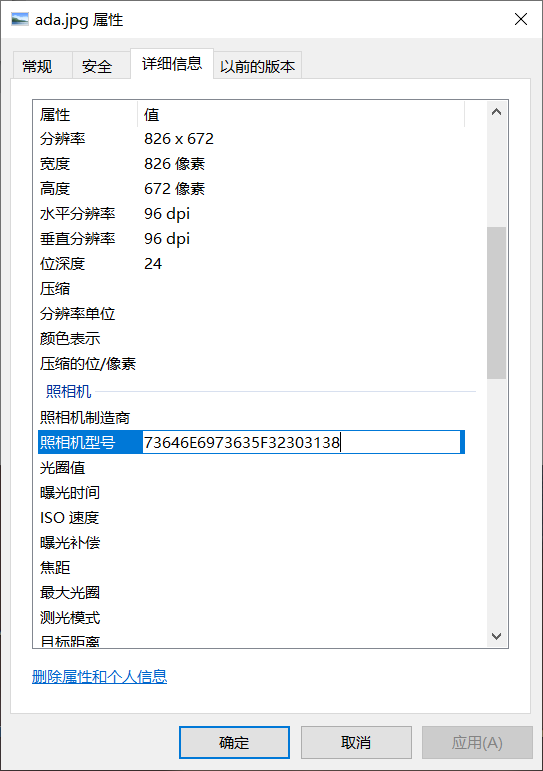 ada.jpg 属性
常规 安全 详细信息 以前的版本
属性 值
分辨率 826 x 672
宽度 826 像素
高度 672 像素
水平分辨率 96 dpi
垂直分辨率 96 dpi
位深度 24
压缩
分辨率单位
颜色表示
压缩的位/像素
照相机
照相机制造商
照相机型号 73646E6973635F32303138
光圈值
曝光时间
ISO 速度
曝光补偿
焦距
最大光圈
测光模式
目标距离
删除属性和个人信息
确定 取消 应用(A)